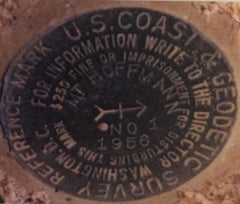 U.S. COAST & GEODETIC SURVEY REFERENCE MARK
FOR INFORMATION WRITE TO THE DIRECTOR WASHINGTON D.C.
$250 FINE OR IMPRISONMENT FOR DISTURBING THIS MARK
MT HOFFMANN
NO 1
1956